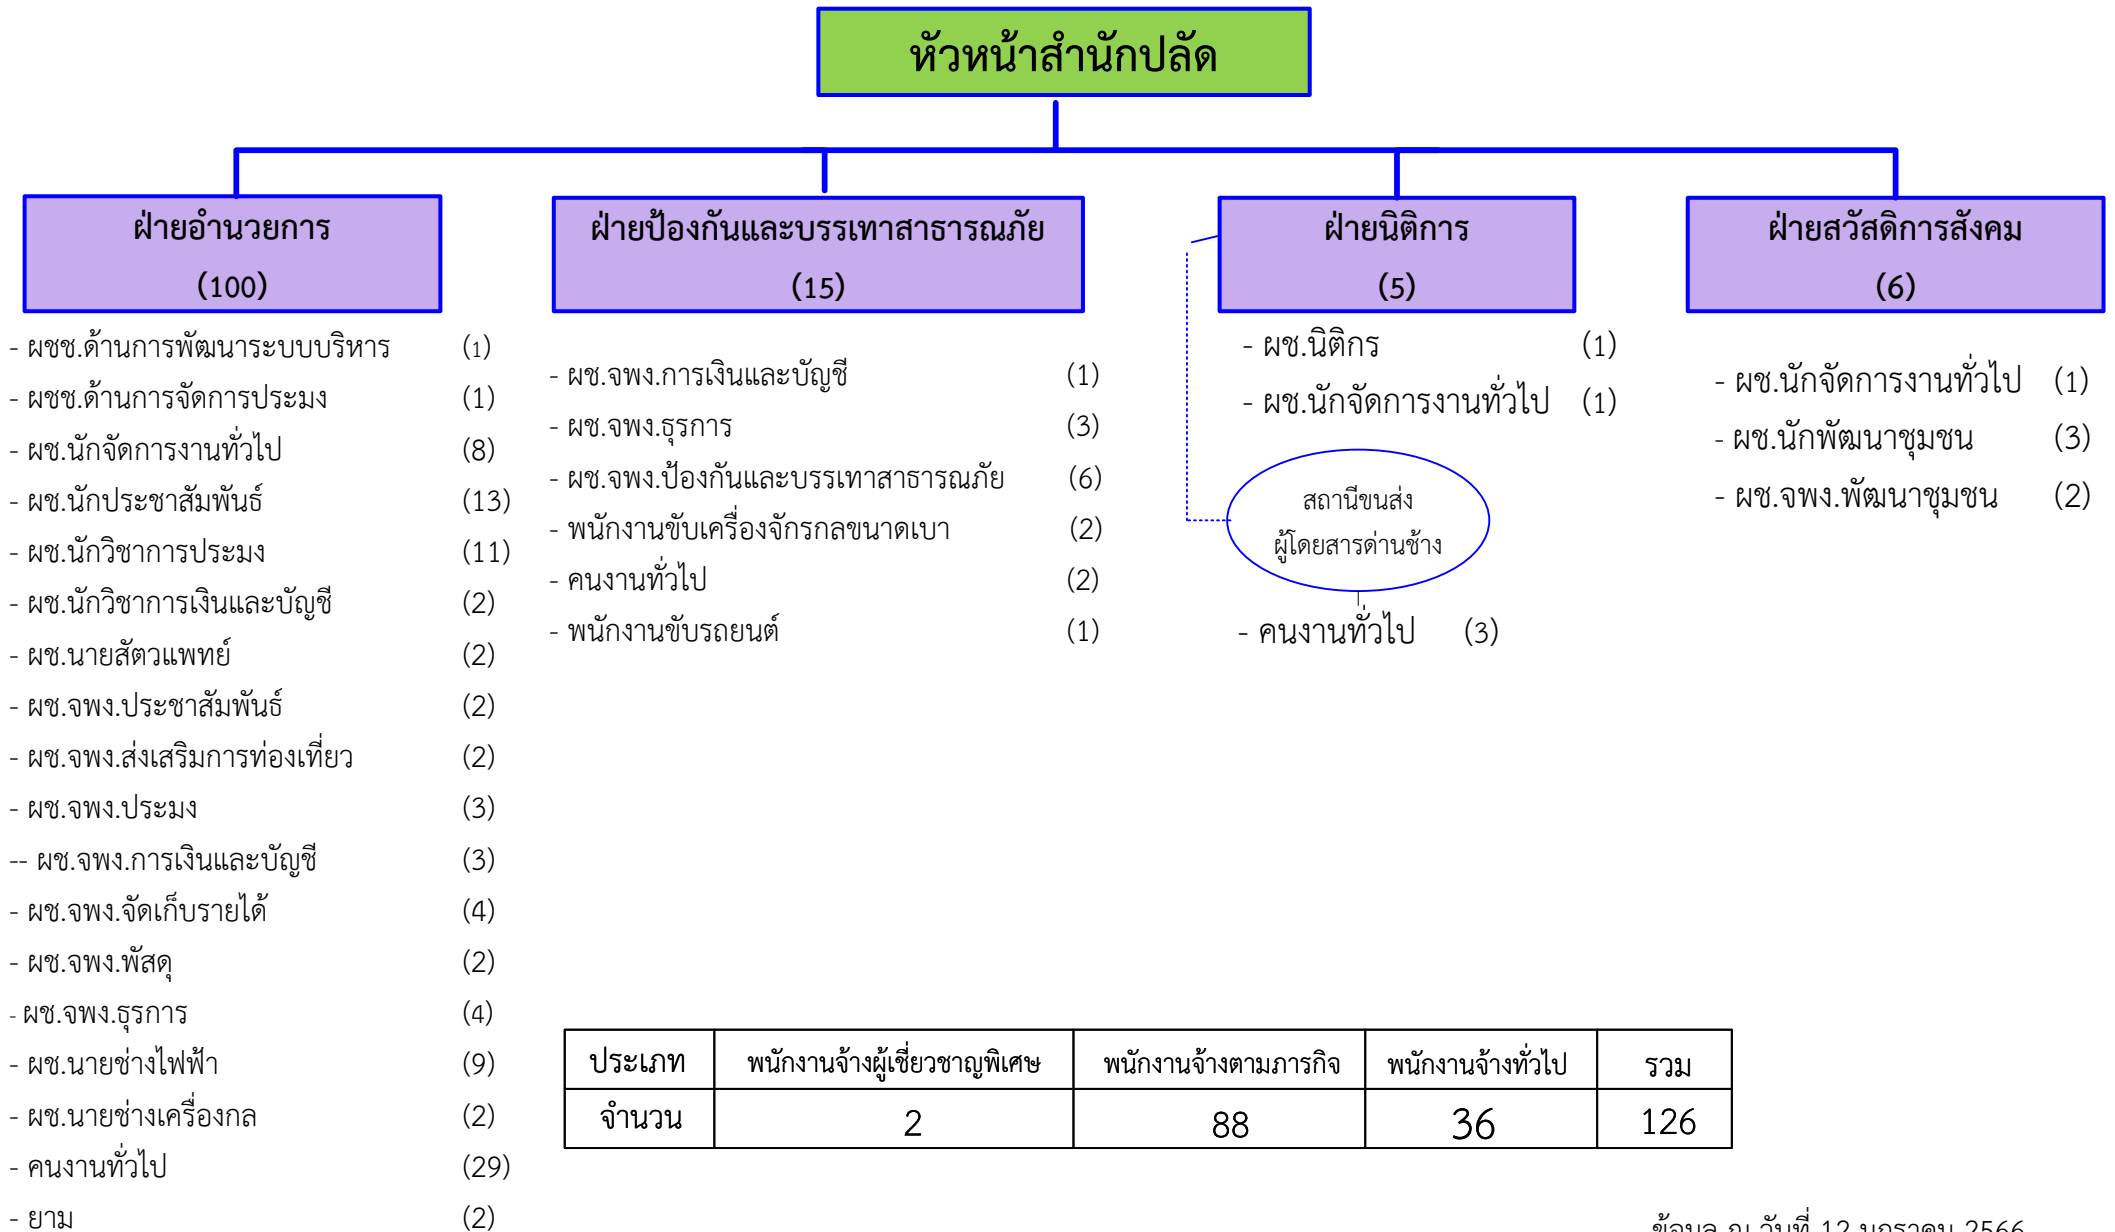 หัวหน้าสำนักปลัด
ฝ่ายอำนวยการ
(100)
- ผชช.ด้านการพัฒนาระบบบริหาร (1)
- ผชช.ด้านการจัดการประมง (1)
- ผช.นักจัดการงานทั่วไป (8)
- ผช.นักประชาสัมพันธ์ (13)
- ผช.นักวิชาการประมง (11)
- ผช.นักวิชาการเงินและบัญชี (2)
- ผช.นายสัตวแพทย์ (2)
- ผช.จพง.ประชาสัมพันธ์ (2)
- ผช.จพง.ส่งเสริมการท่องเที่ยว (2)
- ผช.จพง.ประมง (3)
-- ผช.จพง.การเงินและบัญชี (3)
- ผช.จพง.จัดเก็บรายได้ (4)
- ผช.จพง.พัสดุ (2)
- ผช.จพง.ธุรการ (4)
- ผช.นายช่างไฟฟ้า (9)
- ผช.นายช่างเครื่องกล (2)
- คนงานทั่วไป (29)
- ยาม (2)
ฝ่ายป้องกันและบรรเทาสาธารณภัย
(15)
- ผช.จพง.การเงินและบัญชี (1)
- ผช.จพง.ธุรการ (3)
- ผช.จพง.ป้องกันและบรรเทาสาธารณภัย (6)
- พนักงานขับเครื่องจักรกลขนาดเบา (2)
- คนงานทั่วไป (2)
- พนักงานขับรถยนต์ (1)
ฝ่ายนิติการ
(5)
- ผช.นิติกร (1)
- ผช.นักจัดการงานทั่วไป (1)
สถานีขนส่ง
ผู้โดยสารด่านช้าง
- คนงานทั่วไป (3)
ฝ่ายสวัสดิการสังคม
(6)
- ผช.นักจัดการงานทั่วไป (1)
- ผช.นักพัฒนาชุมชน (3)
- ผช.จพง.พัฒนาชุมชน (2)
ประเภท พนักงานจ้างผู้เชี่ยวชาญพิเศษ พนักงานจ้างตามภารกิจ พนักงานจ้างทั่วไป รวม
จำนวน 2 88 36 126
ข้อมูล ณ วันที่ 12 มกราคม 2566